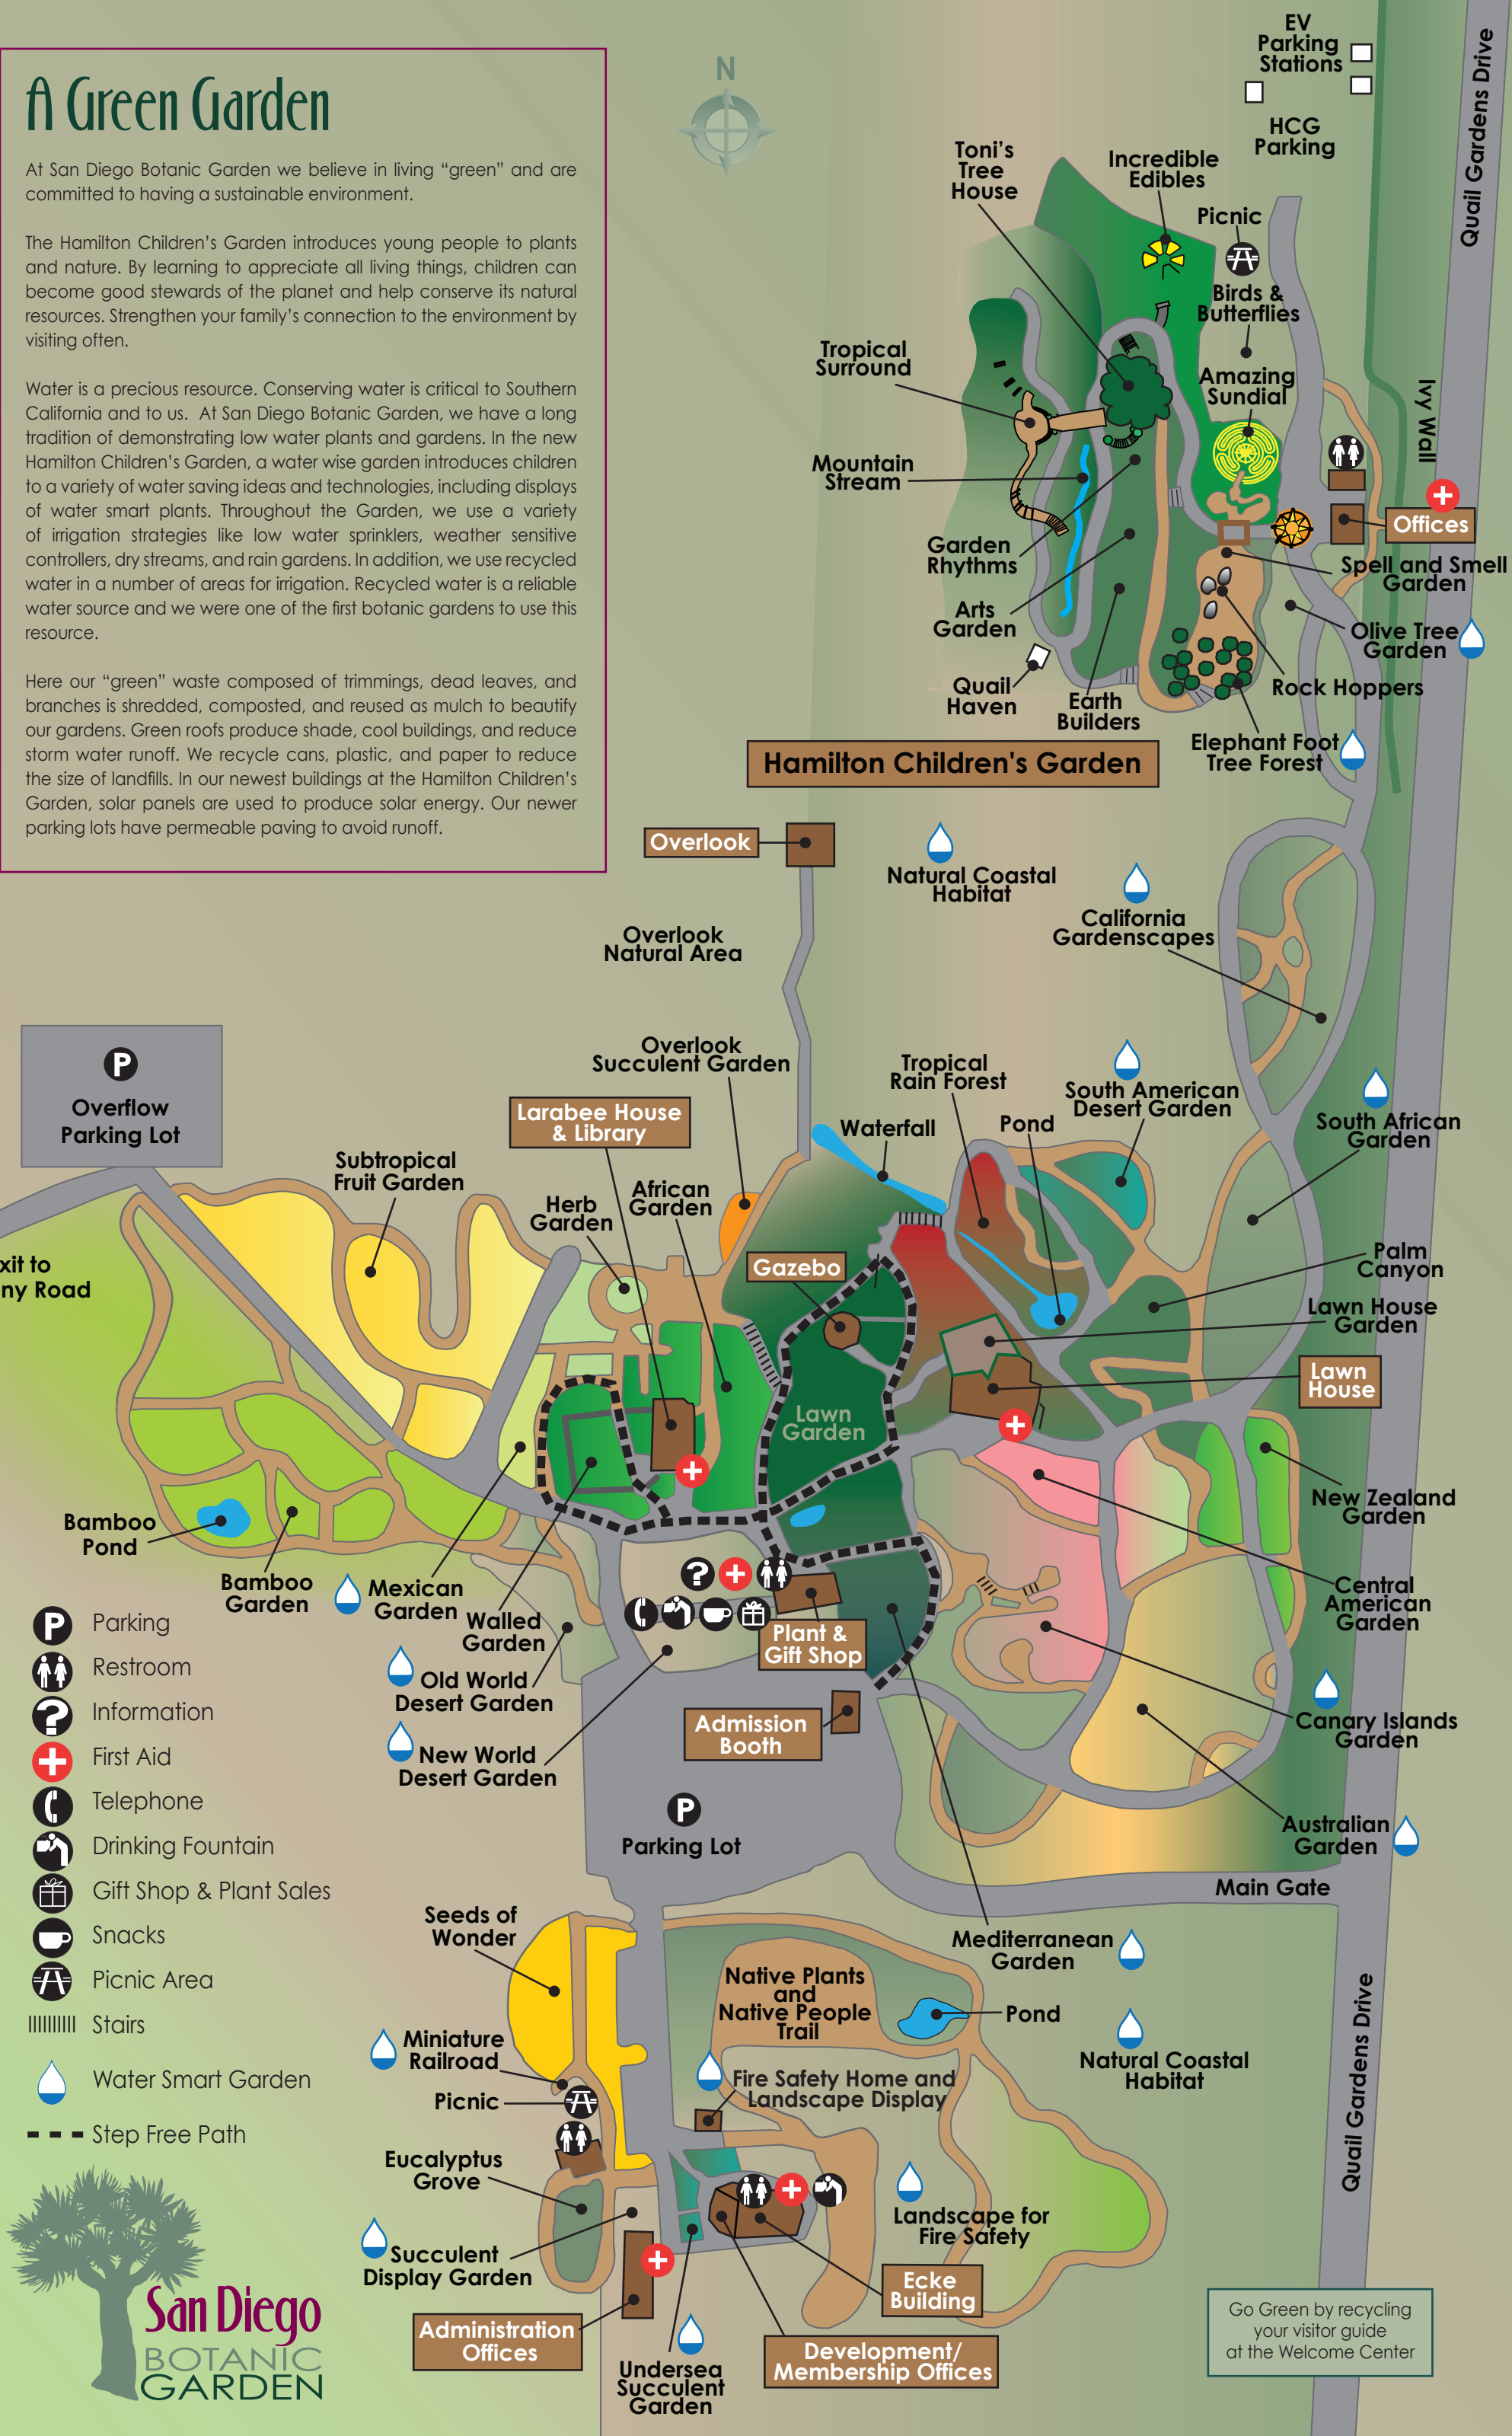 A Green Garden
At San Diego Botanic Garden we believe in living “green” and are
committed to having a sustainable environment.
The Hamilton Children’s Garden introduces young people to plants
and nature. By learning to appreciate all living things, children can
become good stewards of the planet and help conserve its natural
resources. Strengthen your family’s connection to the environment by
visiting often.
Water is a precious resource. Conserving water is critical to Southern
California and to us. At San Diego Botanic Garden, we have a long
tradition of demonstrating low water plants and gardens. In the new
Hamilton Children’s Garden, a water wise garden introduces children
to a variety of water saving ideas and technologies, including displays
of water smart plants. Throughout the Garden, we use a variety
of irrigation strategies like low water sprinklers, weather sensitive
controllers, dry streams, and rain gardens. In addition, we use recycled
water in a number of areas for irrigation. Recycled water is a reliable
water source and we were one of the first botanic gardens to use this
resource.
Here our “green” waste composed of trimmings, dead leaves, and
branches is shredded, composted, and reused as mulch to beautify
our gardens. Green roofs produce shade, cool buildings, and reduce
storm water runoff. We recycle cans, plastic, and paper to reduce
the size of landfills. In our newest buildings at the Hamilton Children’s
Garden, solar panels are used to produce solar energy. Our newer
parking lots have permeable paving to avoid runoff.
N
EV
Parking
Stations
HCG
Parking
Quail Gardens Drive
Toni’s
Tree
House
Incredible
Edibles
Picnic
Birds &
Butterflies
Tropical
Surround
Amazing
Sundial
Ivy Wall
Mountain
Stream
Offices
Garden
Rhythms
Spell and Smell
Garden
Arts
Garden
Olive Tree
Garden
Quail
Haven
Earth
Builders
Rock Hoppers
Elephant Foot
Tree Forest
Hamilton Children's Garden
Overlook
Natural Coastal
Habitat
California
Gardenscapes
Overlook
Natural Area
P
Overflow
Parking Lot
Overlook
Succulent Garden
Tropical
Rain Forest
South American
Desert Garden
Larabee House
& Library
Waterfall
Pond
South African
Garden
Subtropical
Fruit Garden
Herb
Garden
African
Garden
xit to
ny Road
Gazebo
Palm
Canyon
Lawn House
Garden
Lawn
House
Lawn
Garden
New Zealand
Garden
Bamboo
Pond
Bamboo
Garden
Mexican
Garden
Walled
Garden
?
Central
American
Garden
Plant &
Gift Shop
Old World
Desert Garden
Admission
Booth
Canary Islands
Garden
New World
Desert Garden
P
Parking Lot
Australian
Garden
Main Gate
P Parking
Restroom
? Information
First Aid
Telephone
Drinking Fountain
Gift Shop & Plant Sales
Snacks
Picnic Area
Stairs
Water Smart Garden
Step Free Path
Seeds of
Wonder
Mediterranean
Garden
Native Plants
and
Native People
Trail
Pond
Natural Coastal
Habitat
Quail Gardens Drive
Miniature
Railroad
Picnic
Fire Safety Home and
Landscape Display
Eucalyptus
Grove
Landscape for
Fire Safety
Succulent
Display Garden
Ecke
Building
Administration
Offices
Development/
Membership Offices
Undersea
Succulent
Garden
San Diego
BOTANIC
GARDEN
Go Green by recycling
your visitor guide
at the Welcome Center